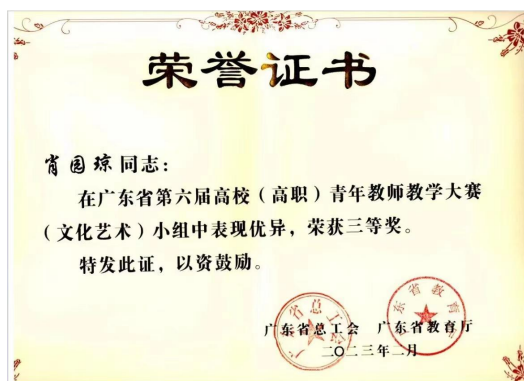 荣誉证书
肖园琼同志：
在广东省第六届高校（高职）青年教师教学大赛
（文化艺术）小组中表现优异，荣获三等奖。
特发此证，以资鼓励。
广东省总工会 广东省教育厅
二〇二三年二月